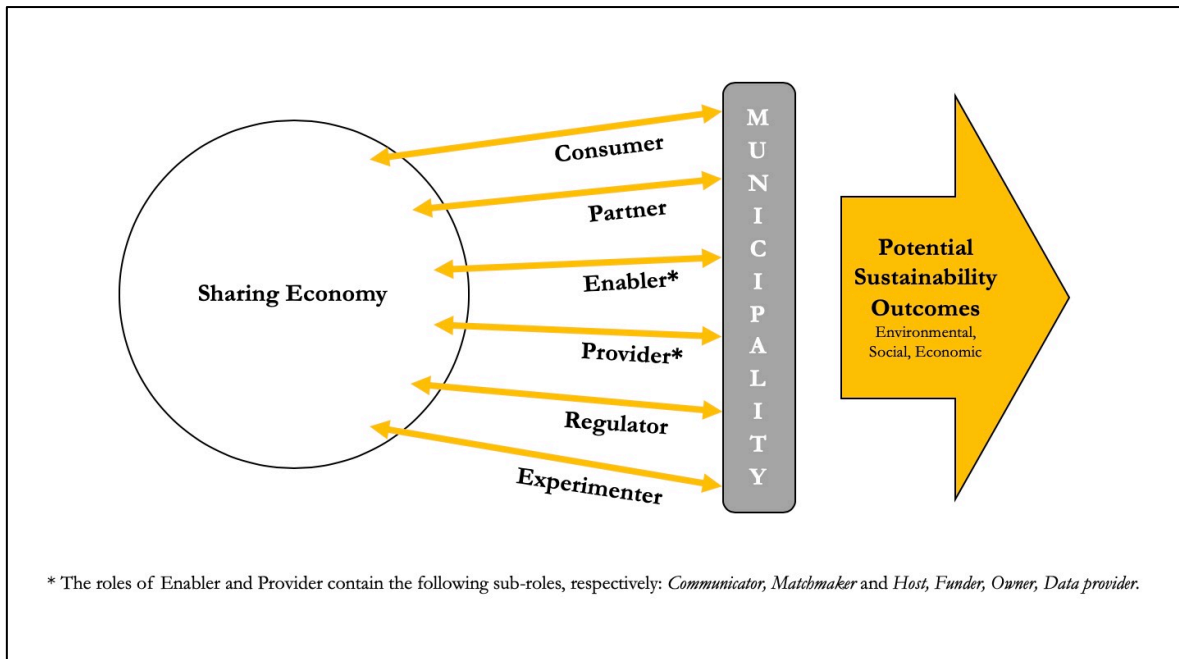 Sharing Economy
Consumer
Partner
Enabler*
Provider*
Regulator
Experimenter
MUNICIPALITY
Potential
Sustainability
Outcomes
Environmental,
Social, Economic
* The roles of Enabler and Provider contain the following sub-roles, respectively: Communicator, Matchmaker and Host, Funder, Owner, Data provider.